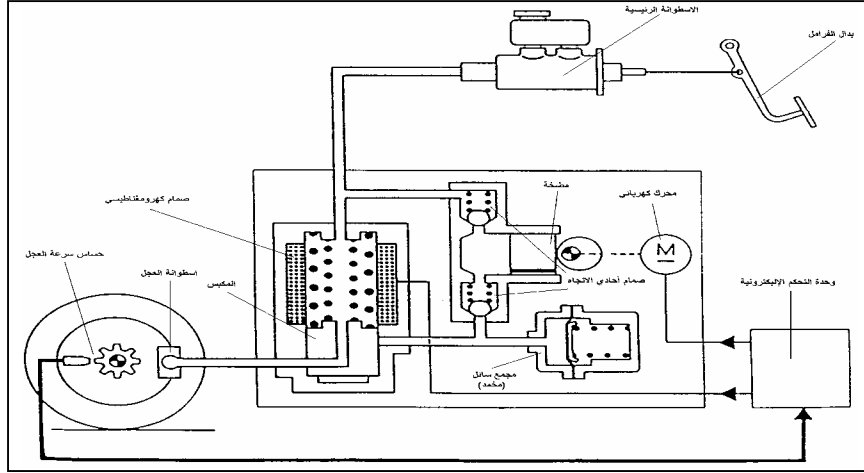 الاسطوانة الرئيسية
بدال الفرامل
صمام كهرومغناطيسي
مضخة
محرك كهربائي
حساس سرعة العجل
اسطوانة العجل
المكبس
صمام أحادي الاتجاه
وحدة التحكم الإليكترونية
M
مجمع سائل
(مخمد)